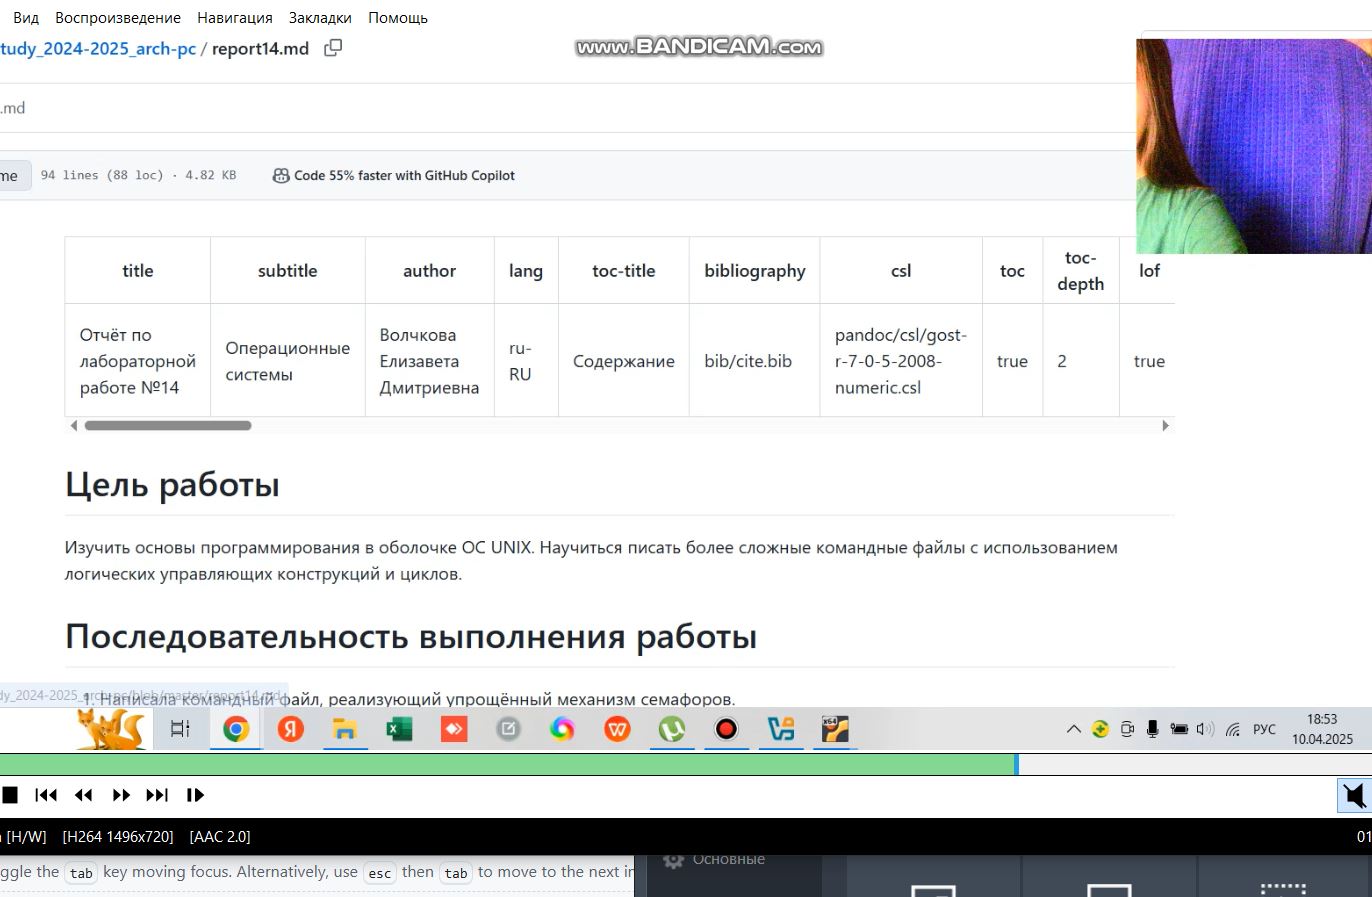 Вид Воспроизведение Навигация Закладки Помощь
tudy_2024-2025_arch-pc / report14.md
www.BANDICAM.com
.md
me 94 lines (88 loc) · 4.82 KB Code 55% faster with GitHub Copilot
title subtitle author lang toc-title bibliography csl toc toc-depth lof
Отчёт по лабораторной работе №14 Операционные системы Волчкова Елизавета Дмитриевна ru-RU Содержание bib/cite.bib pandoc/csl/gost-r-7-0-5-2008-numeric.csl true 2 true
Цель работы
Изучить основы программирования в оболочке ОС UNIX. Научиться писать более сложные командные файлы с использованием
логических управляющих конструкций и циклов.
Последовательность выполнения работы
1. Написала командный файл, реализующий упрощённый механизм семафоров.
dy_2024-2025_arch-pc/blob/master/report14.md
X64
РУС
18:53
10.04.2025
[H/W] [H264 1496x720] [AAC 2.0] 01
ggle the tab key moving focus. Alternatively, use esc then tab to move to the next in
Основные